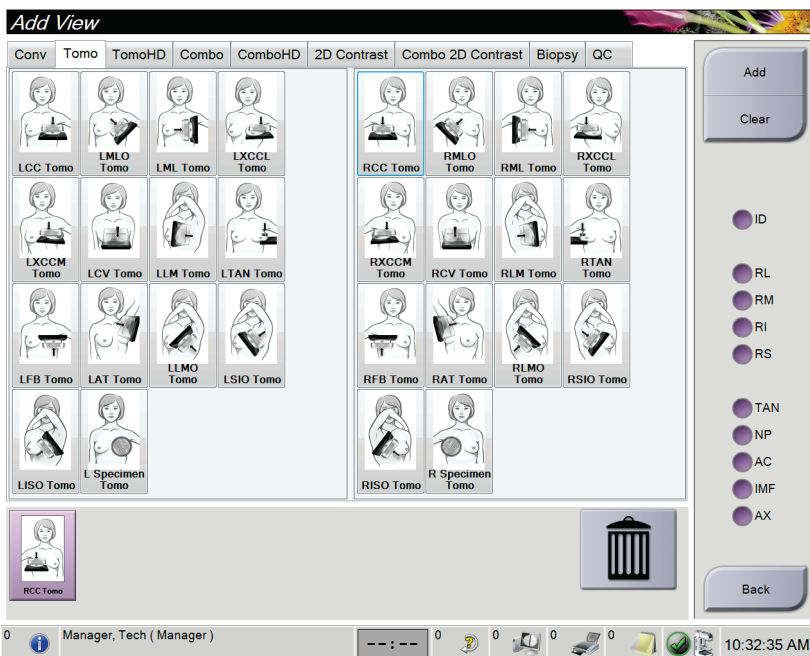 Add View
Conv Tomo TomoHD Combo ComboHD 2D Contrast Combo 2D Contrast Biopsy QC
LCC Tomo
LMLO
Tomo
LML Tomo
LXCCL
Tomo
RCC Tomo
RMLO
Tomo
RML Tomo
RXCCL
Tomo
LXCCM
Tomo
LCV Tomo
LLM Tomo
LTAN Tomo
RXCCM
Tomo
RCV Tomo
RLM Tomo
RTAN
Tomo
LFB Tomo
LAT Tomo
LLMO
Tomo
LSIO Tomo
RFB Tomo
RAT Tomo
RLMO
Tomo
RSIO Tomo
LISO Tomo
L Specimen
Tomo
RISO Tomo
R Specimen
Tomo
RCC Tomo
Add
Clear
ID
RL
RM
RI
RS
TAN
NP
AC
IMF
AX
Back
0
Manager, Tech ( Manager )
--:--
0
0
0
0
10:32:35 AM